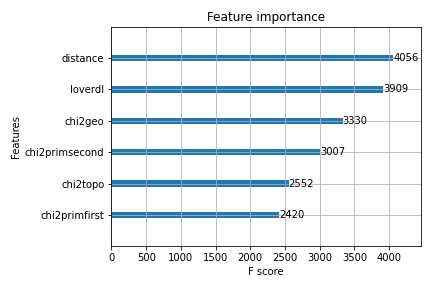 Feature importance
Features
distance 4056
loverdl 3909
chi2geo 3330
chi2primsecond 3007
chi2topo 2552
chi2primfirst 2420
0 500 1000 1500 2000 2500 3000 3500 4000
F score